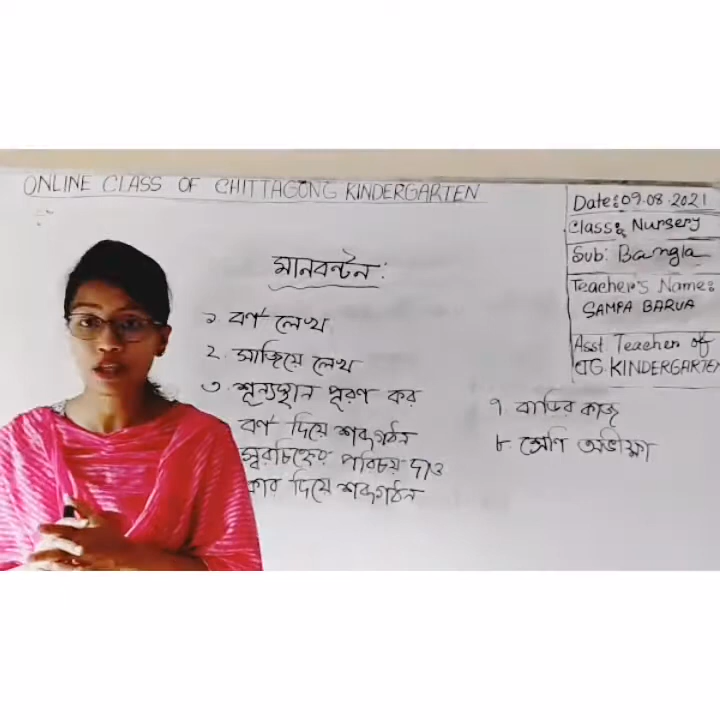 ONLINE CLASS OF CHITTAGONG KINDERGARTEN
Date: 09.08.2021
Class: Nursery
Sub: Bangla
Teacher's Name:
SAMPA BARUA
Asst Teacher of
CTG. KINDERGARTEN
মানবন্টন:
১. বর্ণ লেখ
২. সাজিয়ে লেখ
৩. শূন্যস্থান পূরণ কর
বর্ণ দিয়ে শব্দগঠন
স্বরচিহ্নের পরিচয় দাও
কার দিয়ে শব্দগঠন
৭. বাড়ির কাজ
৮. শ্রেণি অভীক্ষা